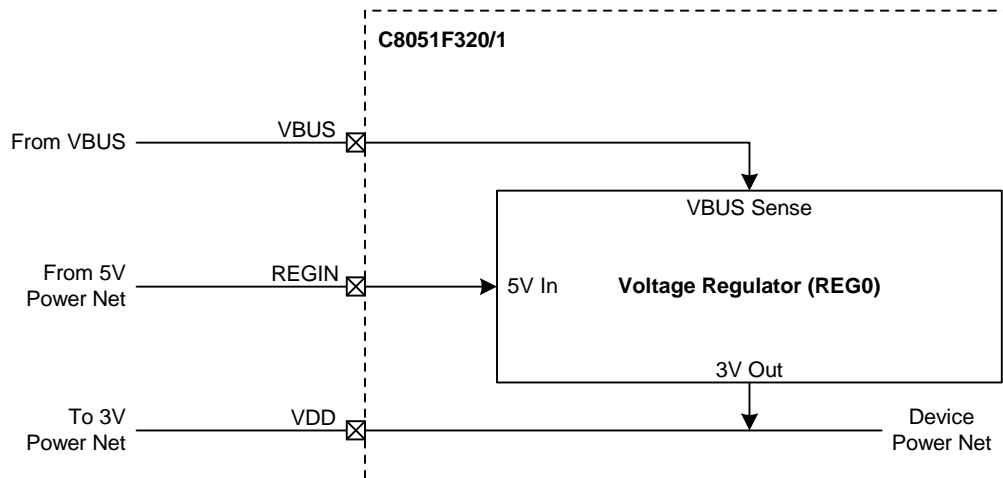 C8051F320/1
From VBUS
VBUS
VBUS Sense
From 5V
Power Net
REGIN
5V In
Voltage Regulator (REG0)
3V Out
To 3V
Power Net
VDD
Device
Power Net